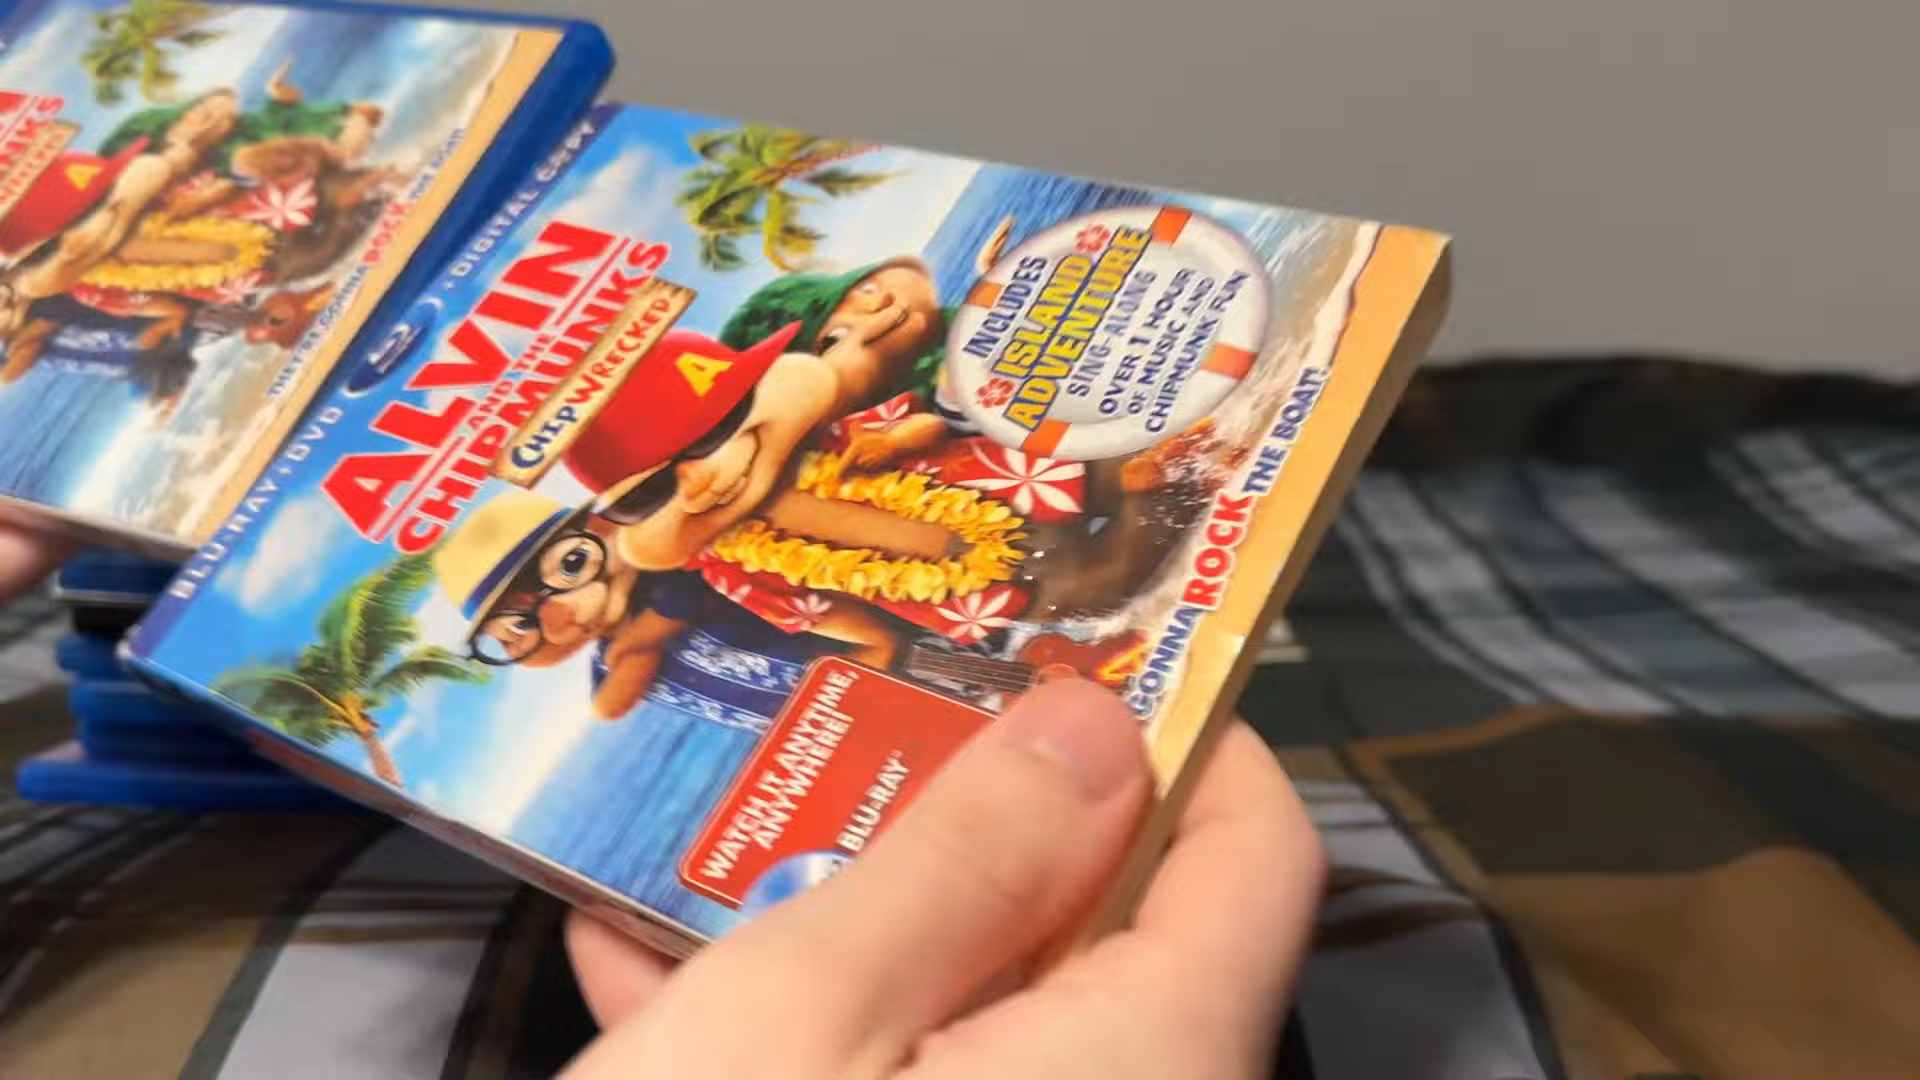 BLU-RAY + DVD + DIGITAL COPY
ALVIN
AND THE
CHIPMUNKS
CHIPWRECKED
A
INCLUDES
ISLAND
ADVENTURE
SING-ALONG
OVER 1 HOUR
OF MUSIC AND
CHIPMUNK FUN
GONNA ROCK THE BOAT!
WATCH IT ANYTIME,
ANYWHERE!
BLU-RAY
A
THEY'RE GONNA ROCK THE BOAT!